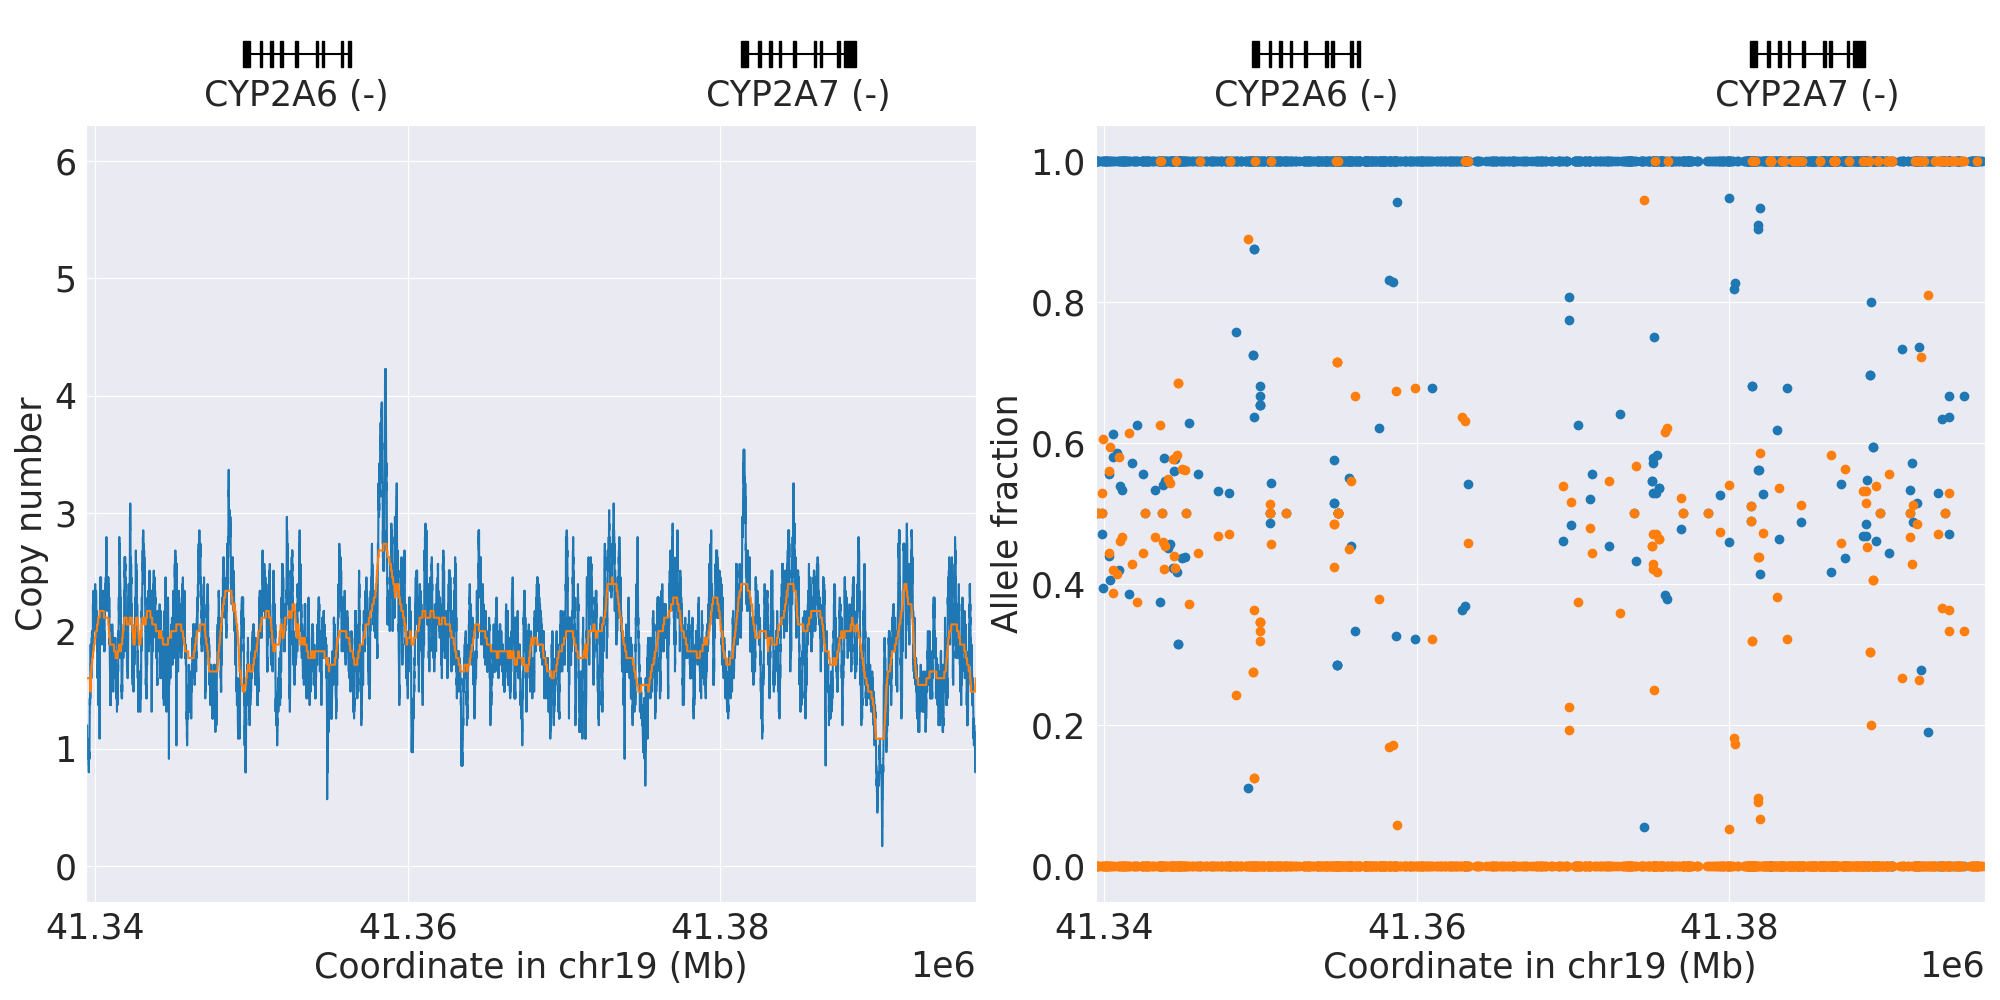 CYP2A6 (-)
CYP2A7 (-)
6
5
4
3
2
1
0
Copy number
41.34
41.36
41.38
Coordinate in chr19 (Mb)
1e6
CYP2A6 (-)
CYP2A7 (-)
1.0
0.8
0.6
0.4
0.2
0.0
Allele fraction
41.34
41.36
41.38
Coordinate in chr19 (Mb)
1e6